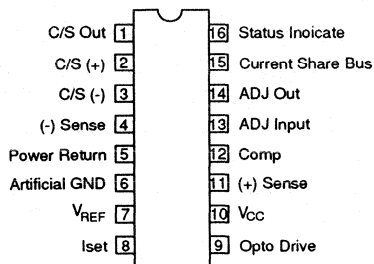 C/S Out 1 16 Status Inoicate
C/S (+) 2 15 Current Share Bus
C/S (-) 3 14 ADJ Out
(-) Sense 4 13 ADJ Input
Power Return 5 12 Comp
Artificial GND 6 11 (+) Sense
VREF 7 10 VCC
Iset 8 9 Opto Drive